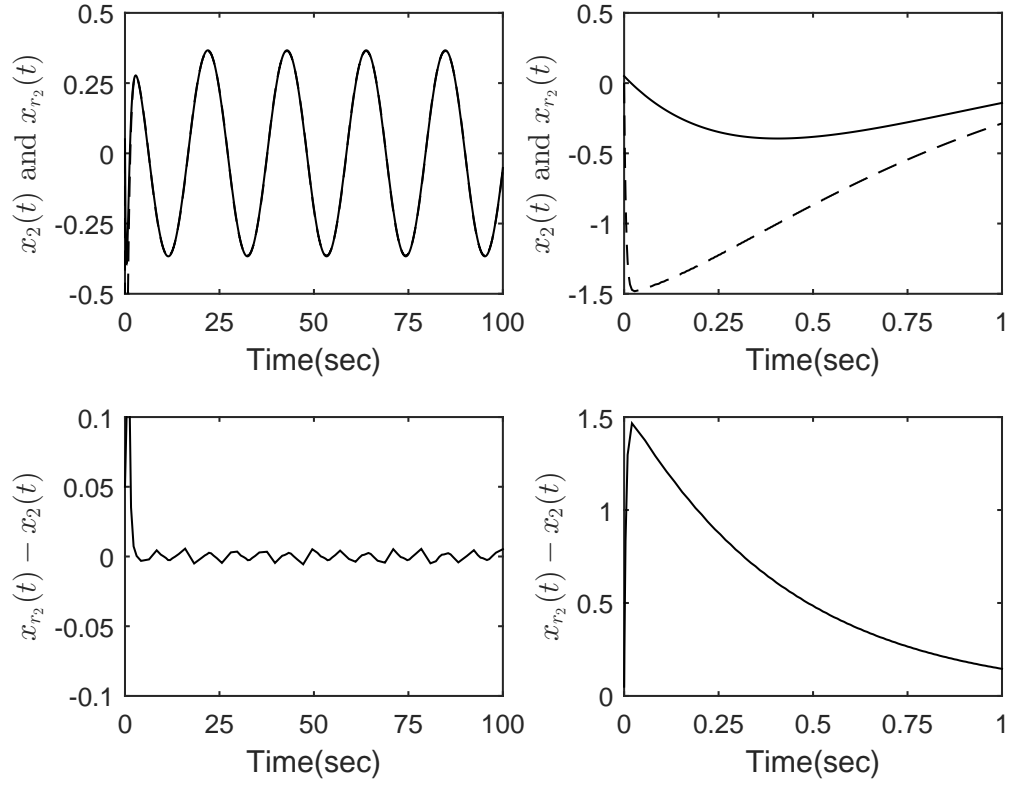 0.5
0.25
0
-0.25
-0.5
x_2(t) and x_{r_2}(t)
0 25 50 75 100
Time(sec)
0.5
0
-0.5
-1
-1.5
x_2(t) and x_{r_2}(t)
0 0.25 0.5 0.75 1
Time(sec)
0.1
0.05
0
-0.05
-0.1
x_{r_2}(t) − x_2(t)
0 25 50 75 100
Time(sec)
1.5
1
0.5
0
x_{r_2}(t) − x_2(t)
0 0.25 0.5 0.75 1
Time(sec)